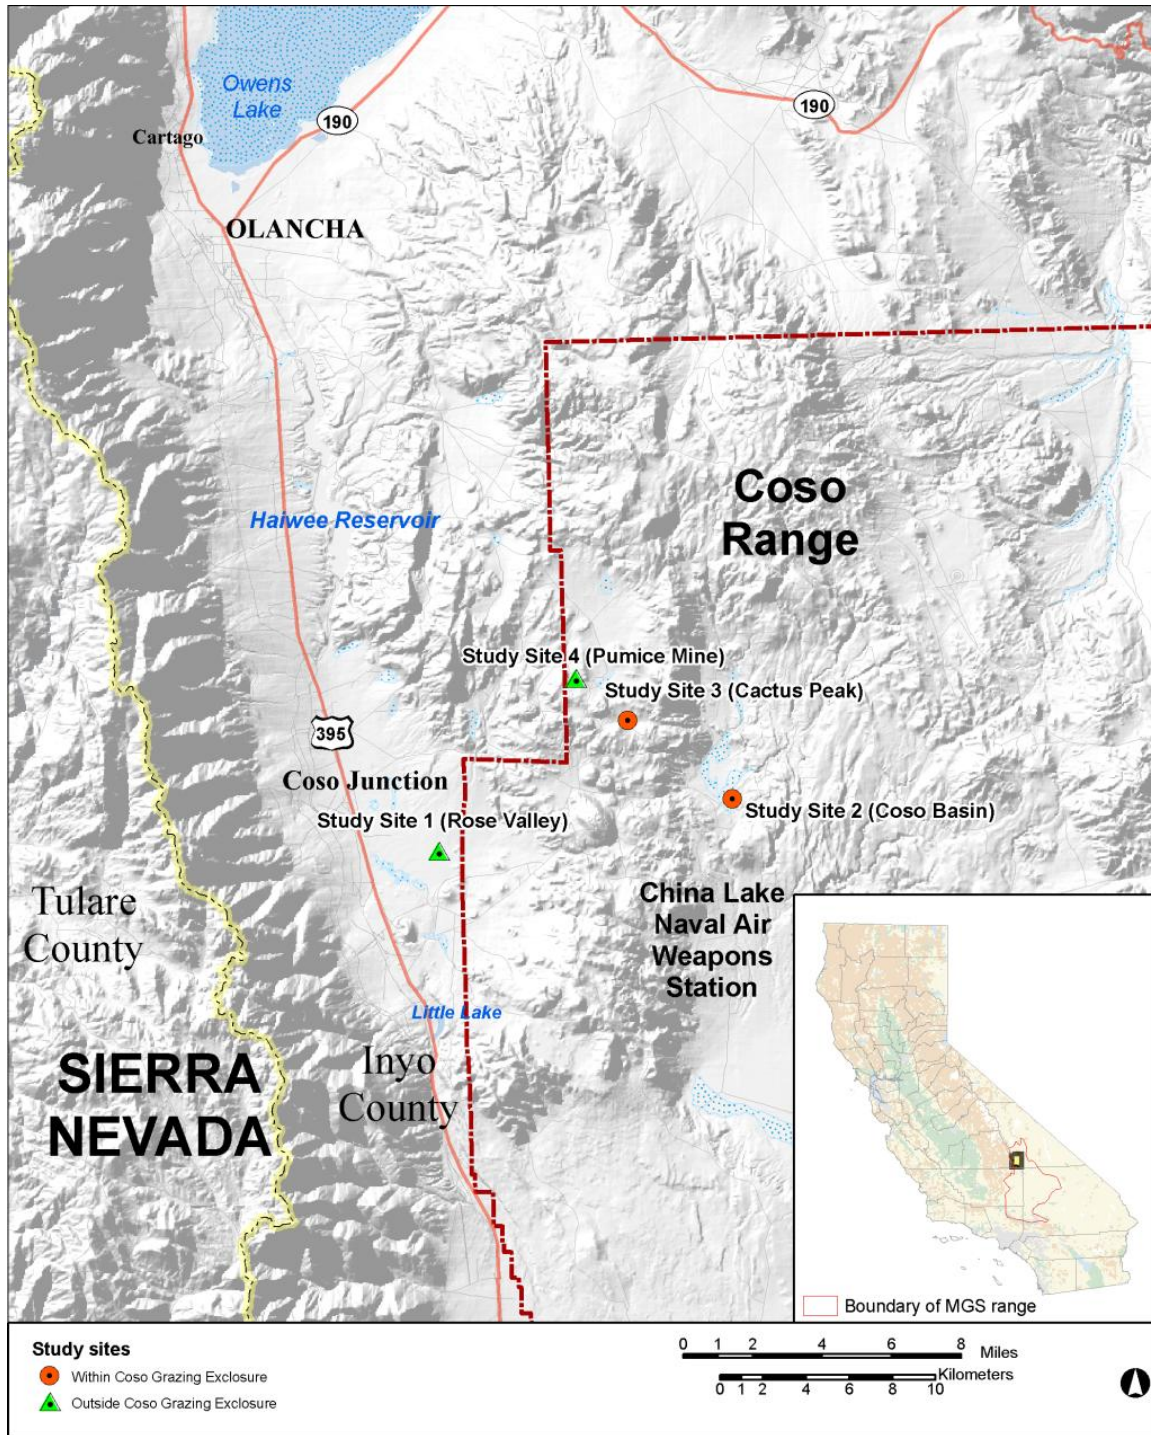 Owens
Lake
190
190
Cartago
OLANCHA
Coso
Range
Haiwee Reservoir
Study Site 4 (Pumice Mine)
Study Site 3 (Cactus Peak)
395
Coso Junction
Study Site 2 (Coso Basin)
Study Site 1 (Rose Valley)
Tulare
County
China Lake
Naval Air
Weapons
Station
Little Lake
SIERRA
NEVADA
Inyo
County
Boundary of MGS range
Study sites
Within Coso Grazing Exclosure
Outside Coso Grazing Exclosure
0 1 2 4 6 8
Miles
Kilometers
0 1 2 4 6 8 10